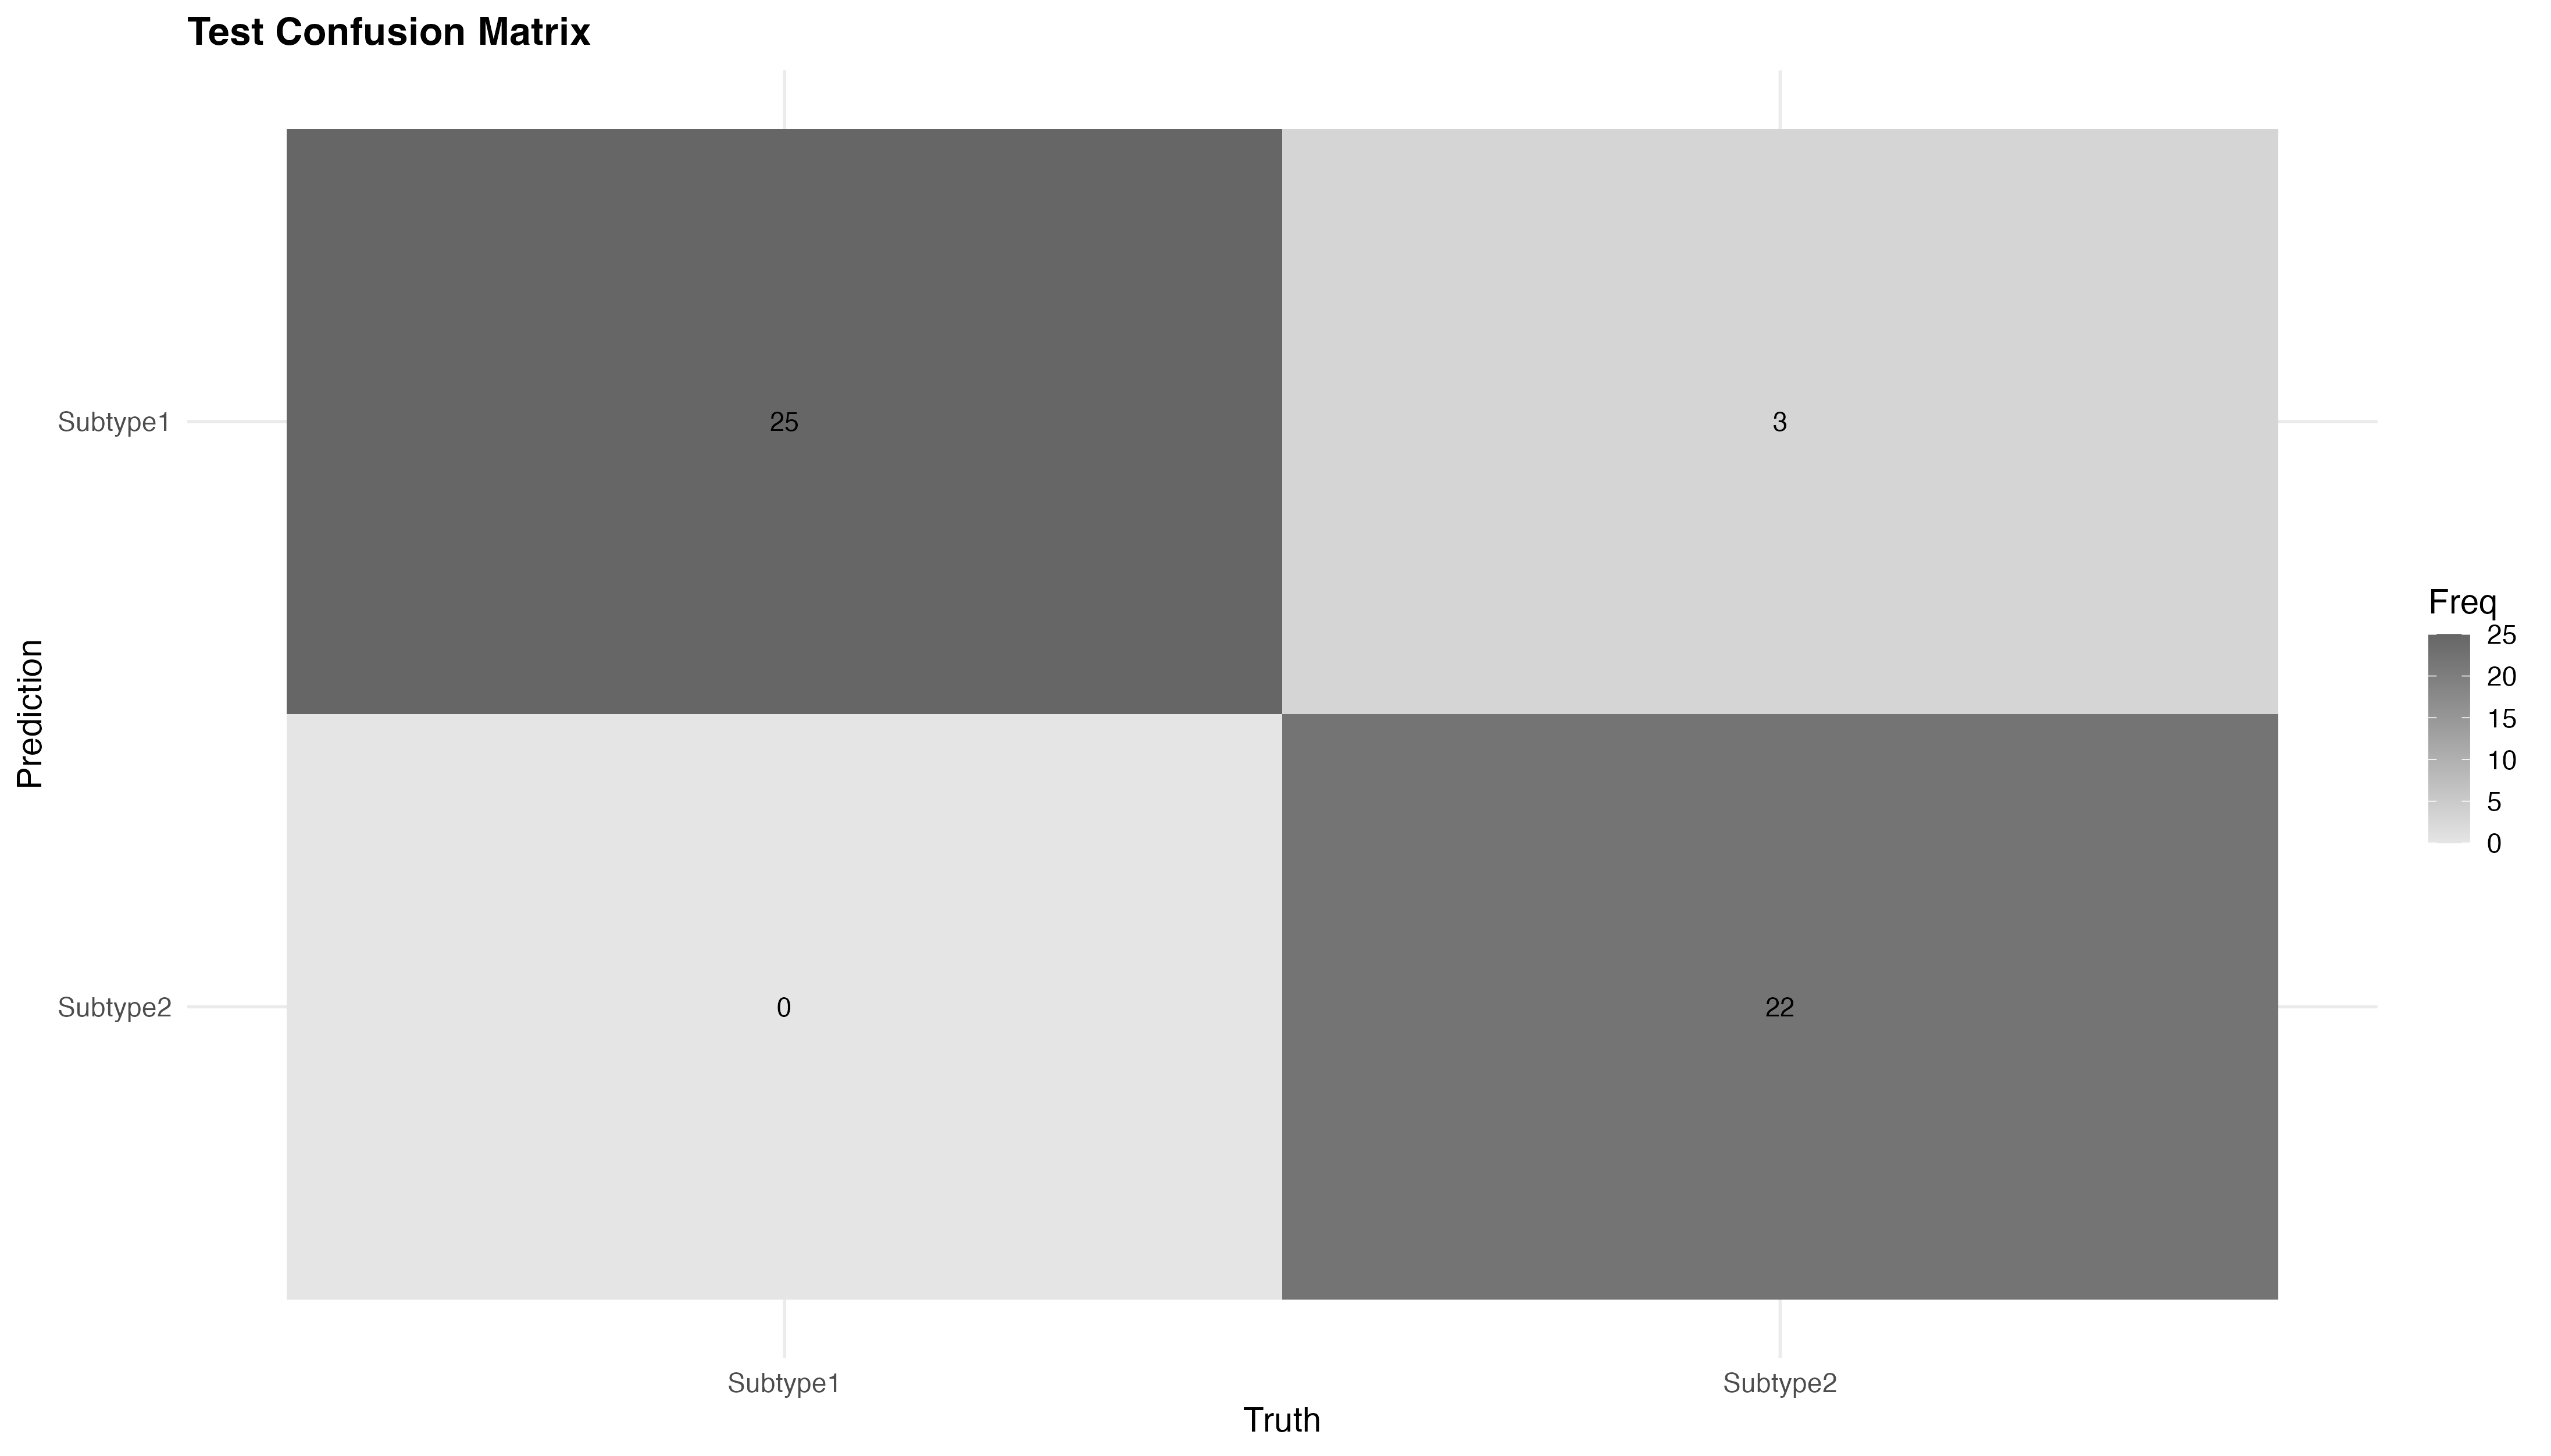 Test Confusion Matrix
Prediction
Subtype1
25
3
Subtype2
0
22
Subtype1
Subtype2
Truth
Freq
25
20
15
10
5
0